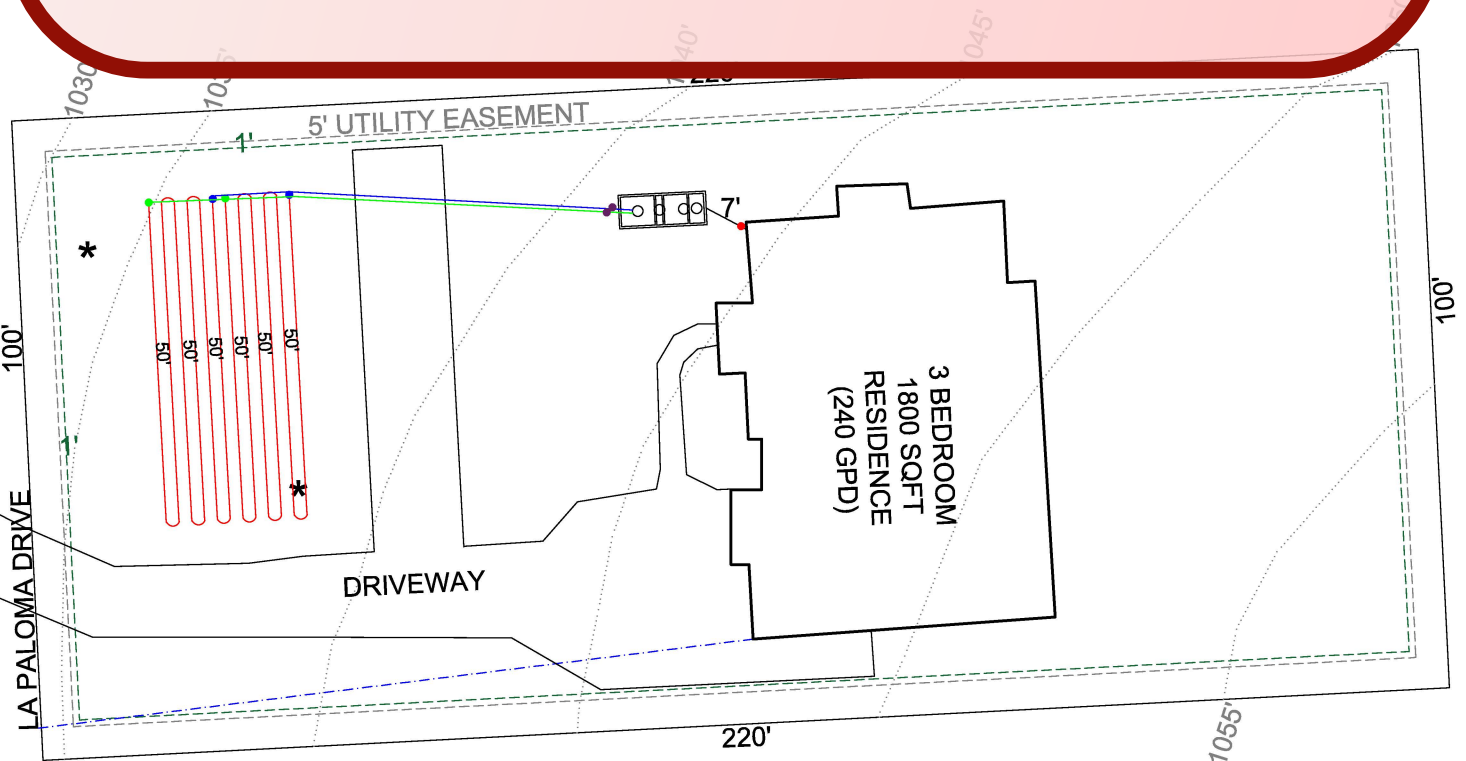 1030
1035'
1040'
1045'
220'
5' UTILITY EASEMENT
1'
7'
*
100'
100'
50'
50'
50'
50'
50'
50'
3 BEDROOM
1800 SQFT
RESIDENCE
(240 GPD)
1'
*
LA PALOMA DRIVE
DRIVEWAY
220'
1055'